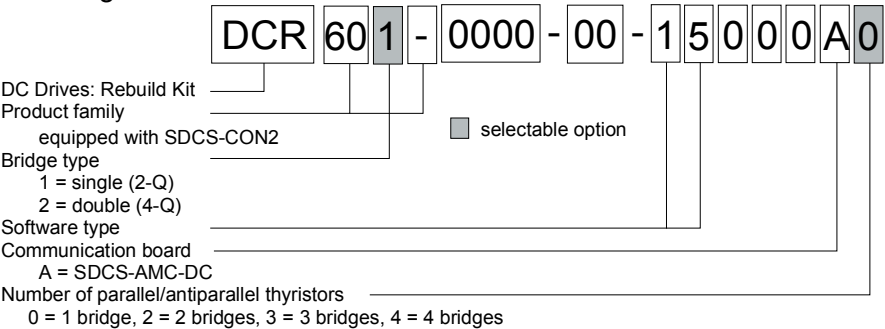 DCR 60 1 - 0000 - 00 - 1 5 0 0 0 A 0
DC Drives: Rebuild Kit
Product family
equipped with SDCS-CON2
selectable option
Bridge type
1 = single (2-Q)
2 = double (4-Q)
Software type
Communication board
A = SDCS-AMC-DC
Number of parallel/antiparallel thyristors
0 = 1 bridge, 2 = 2 bridges, 3 = 3 bridges, 4 = 4 bridges